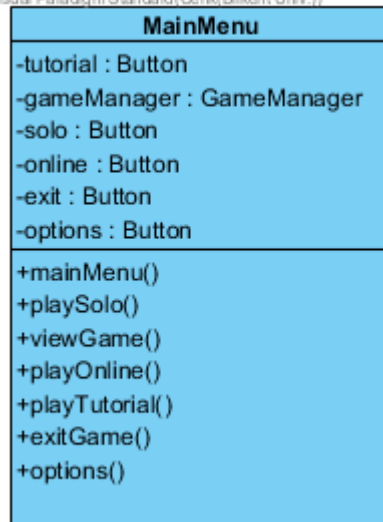 MainMenu
-tutorial : Button
-gameManager : GameManager
-solo : Button
-online : Button
-exit : Button
-options : Button
+mainMenu()
+playSolo()
+viewGame()
+playOnline()
+playTutorial()
+exitGame()
+options()